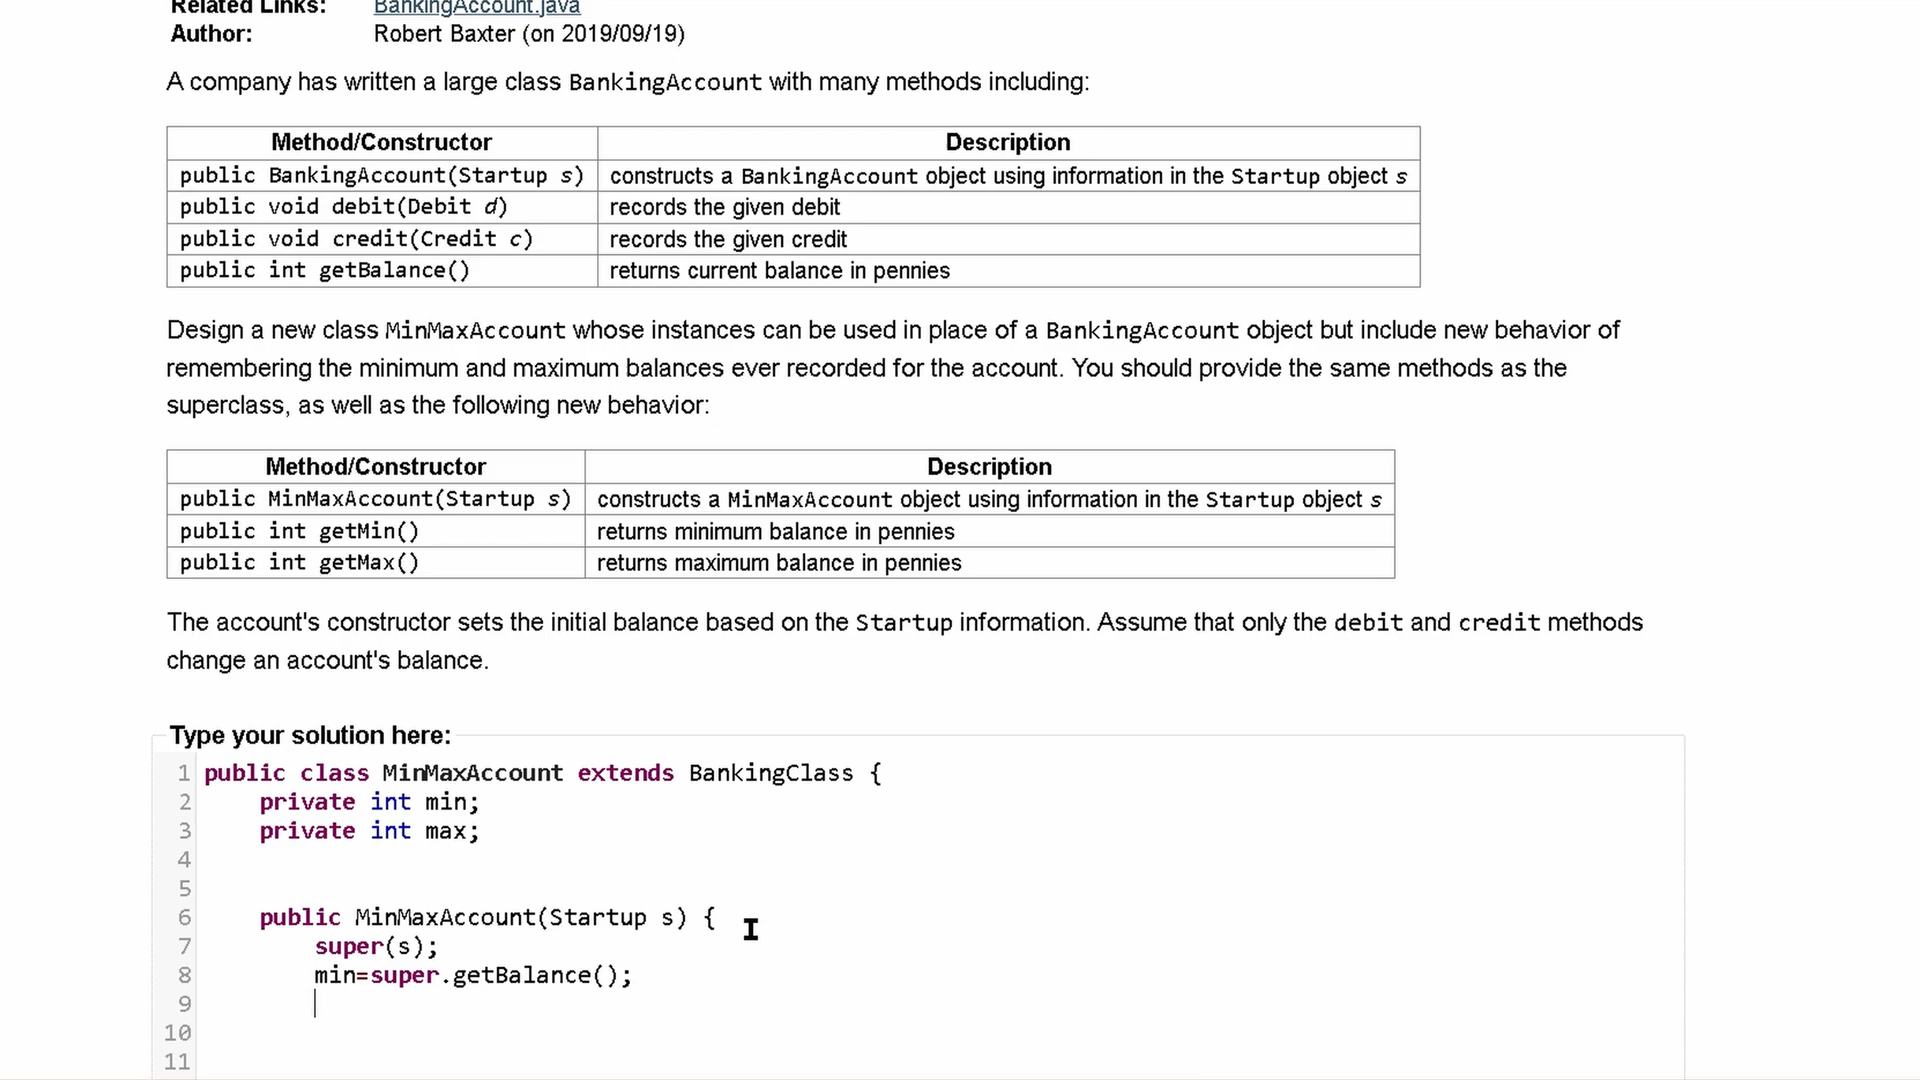 Related Links: BankingAccount.java
Author: Robert Baxter (on 2019/09/19)
A company has written a large class BankingAccount with many methods including:
Method/Constructor Description
public BankingAccount(Startup s) constructs a BankingAccount object using information in the Startup object s
public void debit(Debit d) records the given debit
public void credit(Credit c) records the given credit
public int getBalance() returns current balance in pennies
Design a new class MinMaxAccount whose instances can be used in place of a BankingAccount object but include new behavior of
remembering the minimum and maximum balances ever recorded for the account. You should provide the same methods as the
superclass, as well as the following new behavior:
Method/Constructor Description
public MinMaxAccount(Startup s) constructs a MinMaxAccount object using information in the Startup object s
public int getMin() returns minimum balance in pennies
public int getMax() returns maximum balance in pennies
The account's constructor sets the initial balance based on the Startup information. Assume that only the debit and credit methods
change an account's balance.
Type your solution here:
1 public class MinMaxAccount extends BankingClass {
2     private int min;
3     private int max;
4
5
6     public MinMaxAccount(Startup s) {
7         super(s);
8         min=super.getBalance();
9
10
11